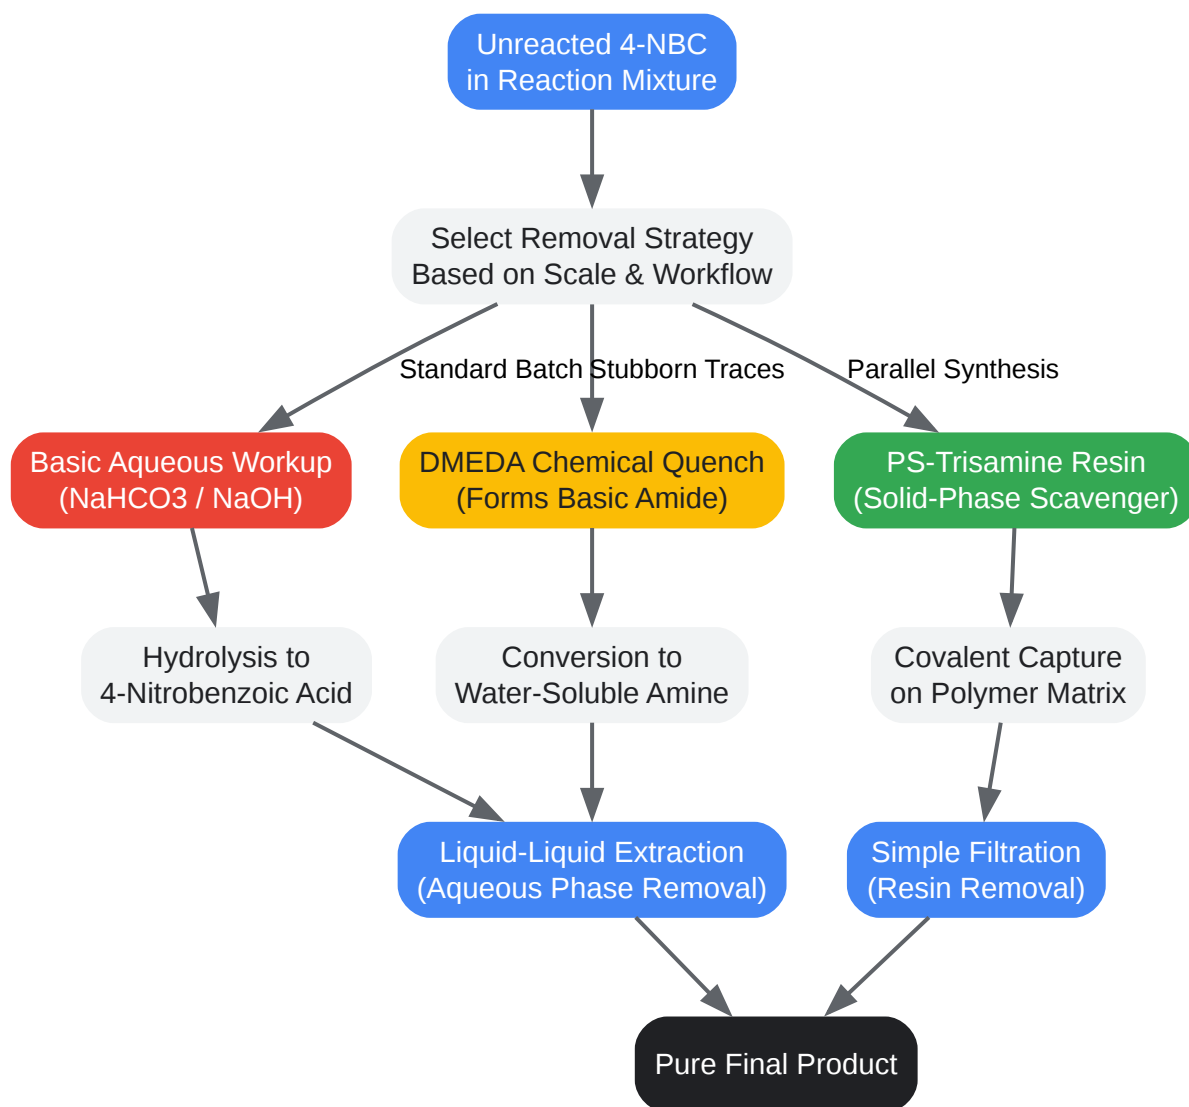 Unreacted 4-NBC
in Reaction Mixture
Select Removal Strategy
Based on Scale & Workflow
Standard Batch
Stubborn Traces
Parallel Synthesis
Basic Aqueous Workup
(NaHCO3 / NaOH)
DMEDA Chemical Quench
(Forms Basic Amide)
PS-Trisamine Resin
(Solid-Phase Scavenger)
Hydrolysis to
4-Nitrobenzoic Acid
Conversion to
Water-Soluble Amine
Covalent Capture
on Polymer Matrix
Liquid-Liquid Extraction
(Aqueous Phase Removal)
Simple Filtration
(Resin Removal)
Pure Final Product